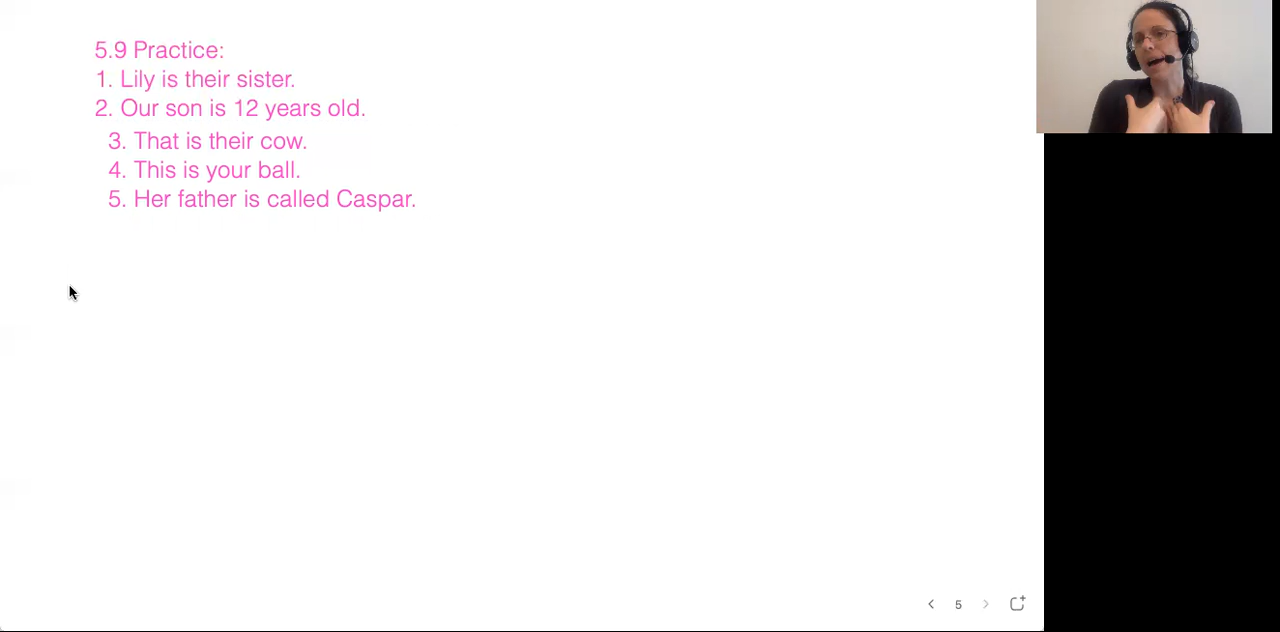 5.9 Practice:
1. Lily is their sister.
2. Our son is 12 years old.
3. That is their cow.
4. This is your ball.
5. Her father is called Caspar.
5